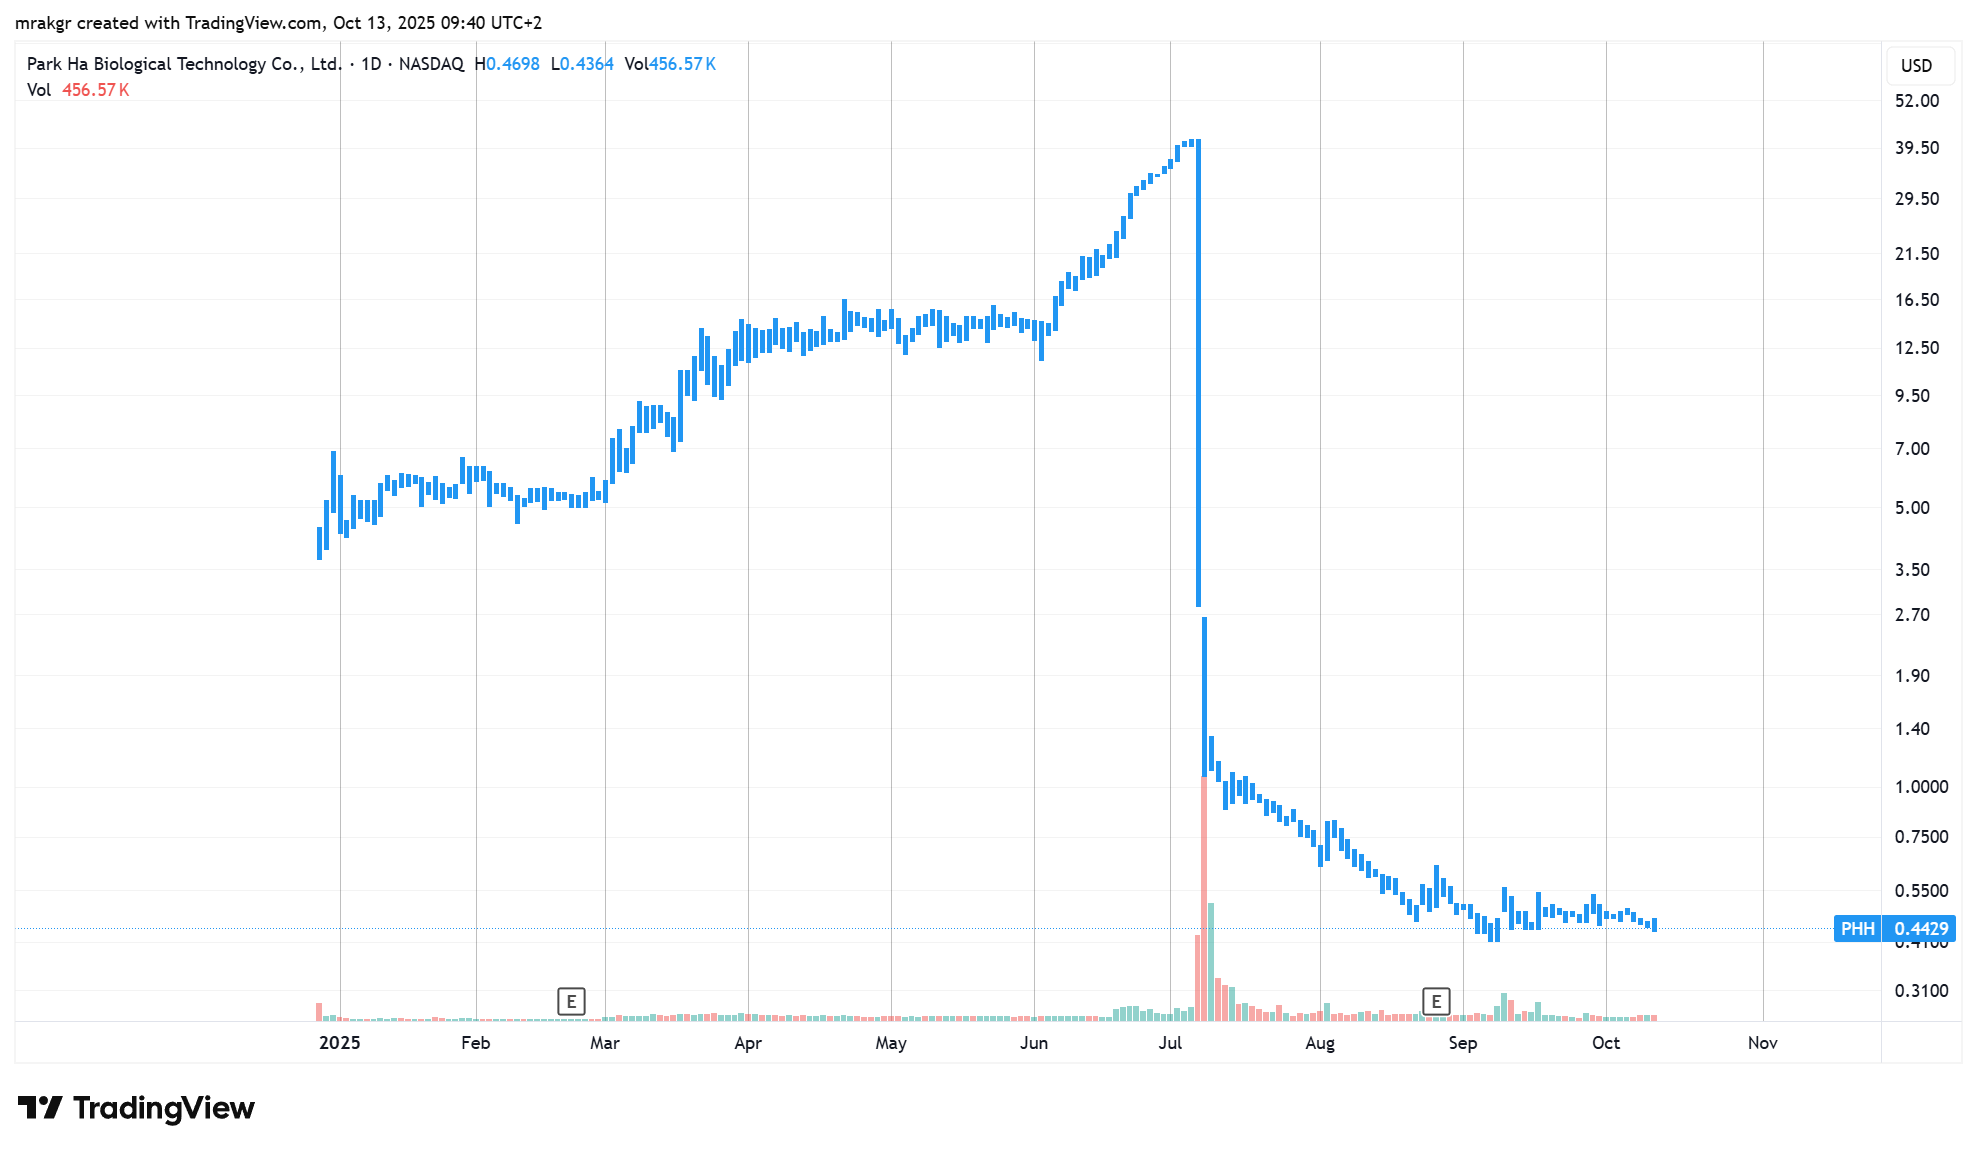 mrakgr created with TradingView.com, Oct 13, 2025 09:40 UTC+2
Park Ha Biological Technology Co., Ltd. · 1D · NASDAQ H0.4698 L0.4364 Vol456.57 K
Vol 456.57 K
USD
52.00
39.50
29.50
21.50
16.50
12.50
9.50
7.00
5.00
3.50
2.70
1.90
1.40
1.0000
0.7500
0.5500
PHH 0.4429
0.4100
0.3100
E E
2025 Feb Mar Apr May Jun Jul Aug Sep Oct Nov
TradingView